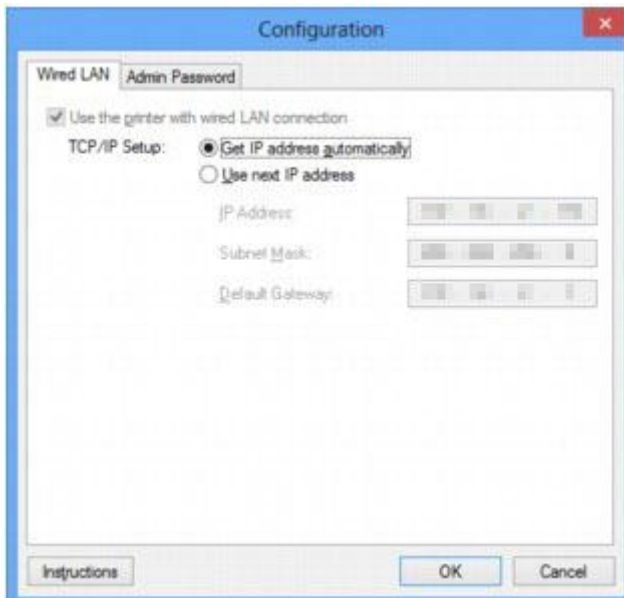 Configuration
Wired LAN
Admin Password
Use the printer with wired LAN connection
TCP/IP Setup:
Get IP address automatically
Use next IP address
IP Address:
Subnet Mask:
Default Gateway:
Instructions
OK
Cancel